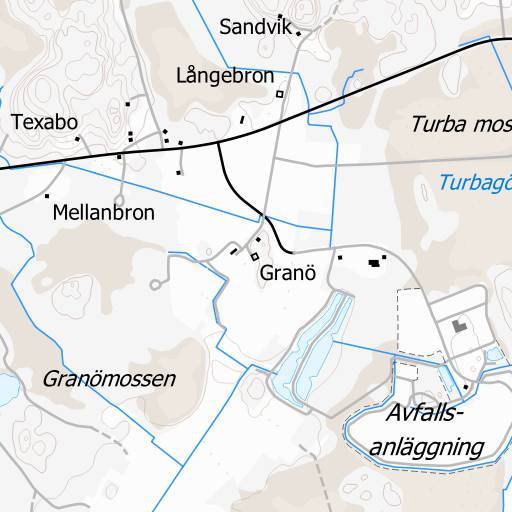 Sandvik
Långebron
Texabo
Turba mos
Turbagö
Mellanbron
Granö
Granömossen
Avfalls-
anläggning